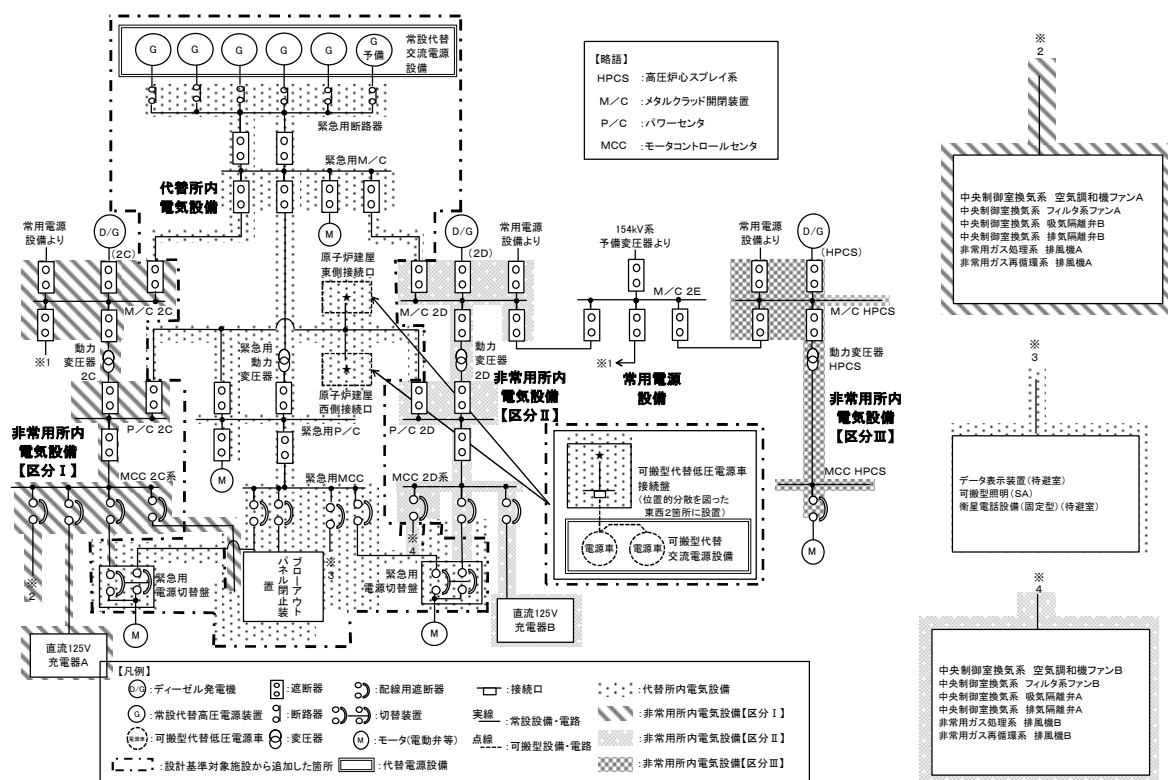 G
G
G
G
G
G
予備
常設代替
交流電源
設備
緊急用断路器
緊急用M/C
代替所内
電気設備
【略語】
HPCS :高圧炉心スプレイ系
M/C :メタルクラッド開閉装置
P/C :パワーセンタ
MCC :モータコントロールセンタ
※2
中央制御室換気系 空気調和機ファンA
中央制御室換気系 フィルタ系ファンA
中央制御室換気系 吸気隔離弁B
中央制御室換気系 排気隔離弁B
非常用ガス処理系 排風機A
非常用ガス再循環系 排風機A
常用電源
設備より
D/G
(2C)
M
D/G
(2D)
常用電源
設備より
154kV系
予備変圧器より
常用電源
設備より
D/G
(HPCS)
原子炉建屋
東側接続口
M/C 2C
M/C 2D
M/C 2E
M/C HPCS
※1
動力
変圧器
2C
緊急用
動力
変圧器
原子炉建屋
西側接続口
動力
変圧器
2D
※1
常用電源
設備
動力変圧器
HPCS
非常用所内
電気設備
【区分Ⅱ】
非常用所内
電気設備
【区分Ⅲ】
※3
データ表示装置(待避室)
可搬型照明(SA)
衛星電話設備(固定型)(待避室)
P/C 2C
緊急用P/C
P/C 2D
非常用所内
電気設備
【区分Ⅰ】
M
MCC 2C系
緊急用MCC
MCC 2D系
MCC HPCS
可搬型代替低圧電源車
接続盤
(位置的分散を図った
東西2箇所に設置)
電源車
電源車
可搬型代替
交流電源設備
M
※2
緊急用
電源切替盤
M
ブローアウト
パネル閉止装
置
※3
※4
緊急用
電源切替盤
M
直流125V
充電器A
直流125V
充電器B
※4
中央制御室換気系 空気調和機ファンB
中央制御室換気系 フィルタ系ファンB
中央制御室換気系 吸気隔離弁A
中央制御室換気系 排気隔離弁A
非常用ガス処理系 排風機B
非常用ガス再循環系 排風機B
【凡例】
D/G :ディーゼル発電機
:遮断器
:配線用遮断器
:接続口
:代替所内電気設備
G :常設代替高圧電源装置
:断路器
:切替装置
実線 :常設設備・電路
:非常用所内電気設備【区分Ⅰ】
電源車 :可搬型代替低圧電源車
:変圧器
M :モータ(電動弁等)
点線 :可搬型設備・電路
:非常用所内電気設備【区分Ⅱ】
:設計基準対象施設から追加した箇所
:代替電源設備
:非常用所内電気設備【区分Ⅲ】